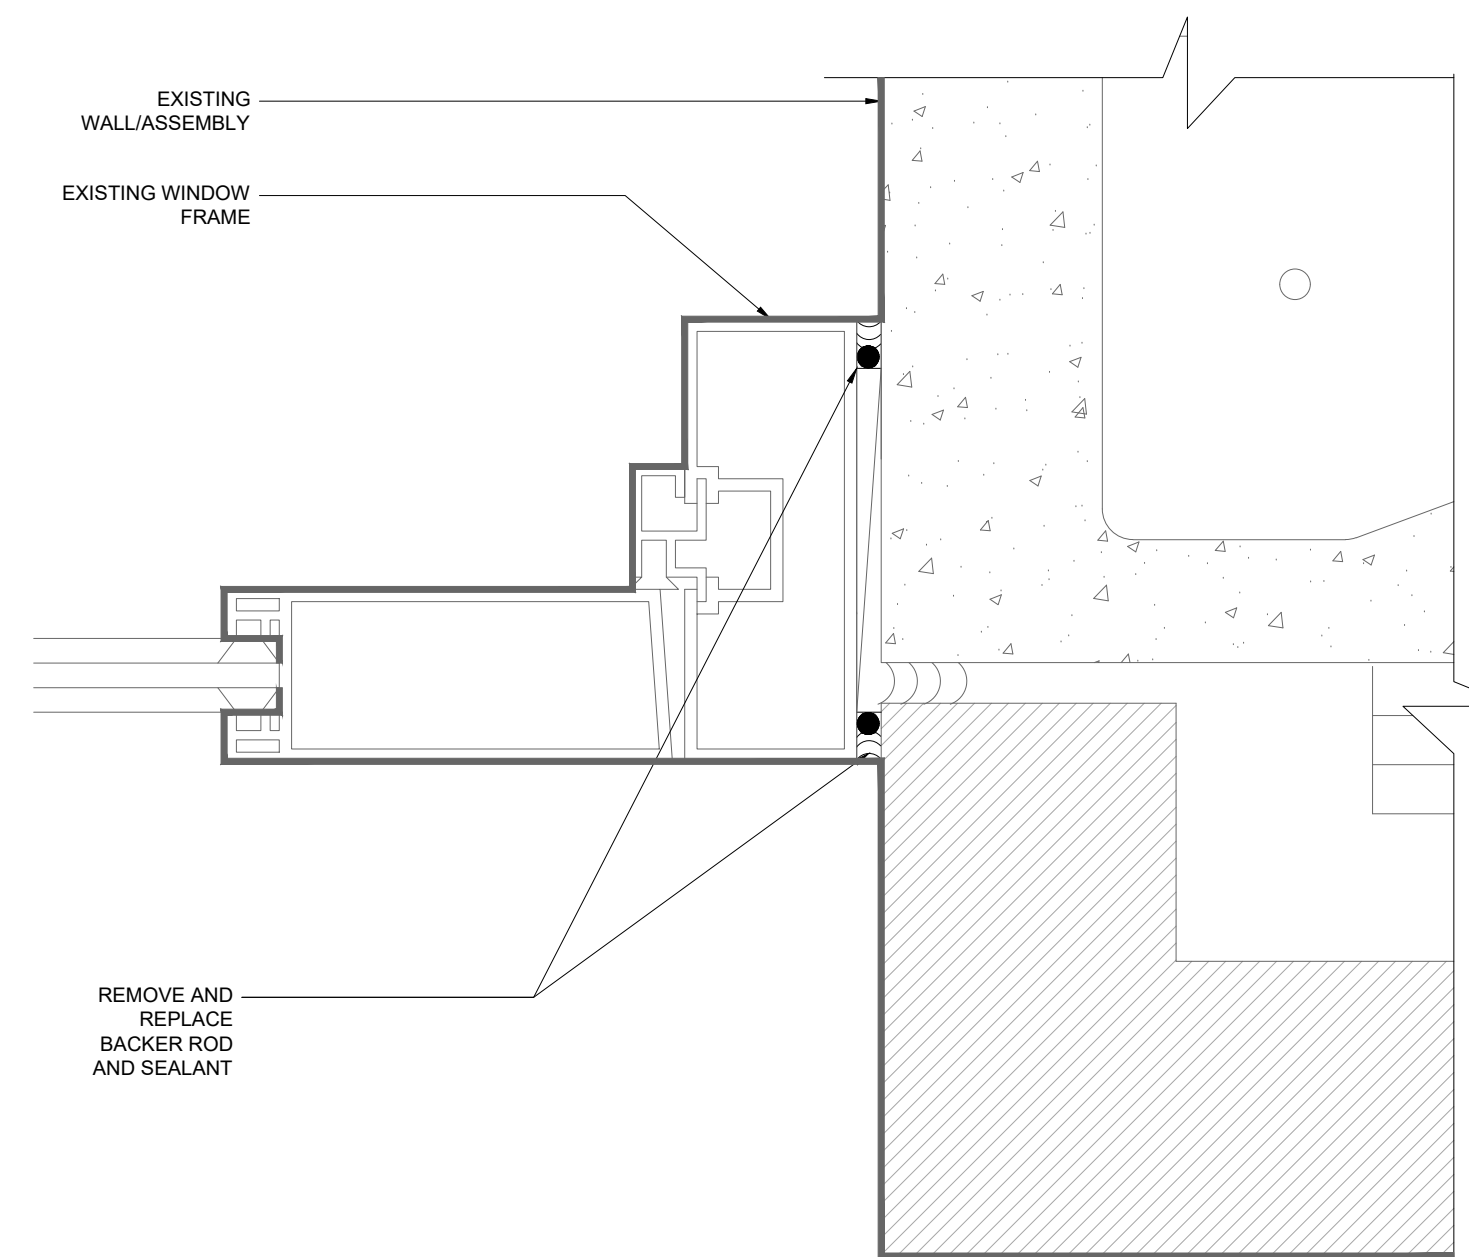 EXISTING
WALL/ASSEMBLY
EXISTING WINDOW
FRAME
REMOVE AND
REPLACE
BACKER ROD
AND SEALANT